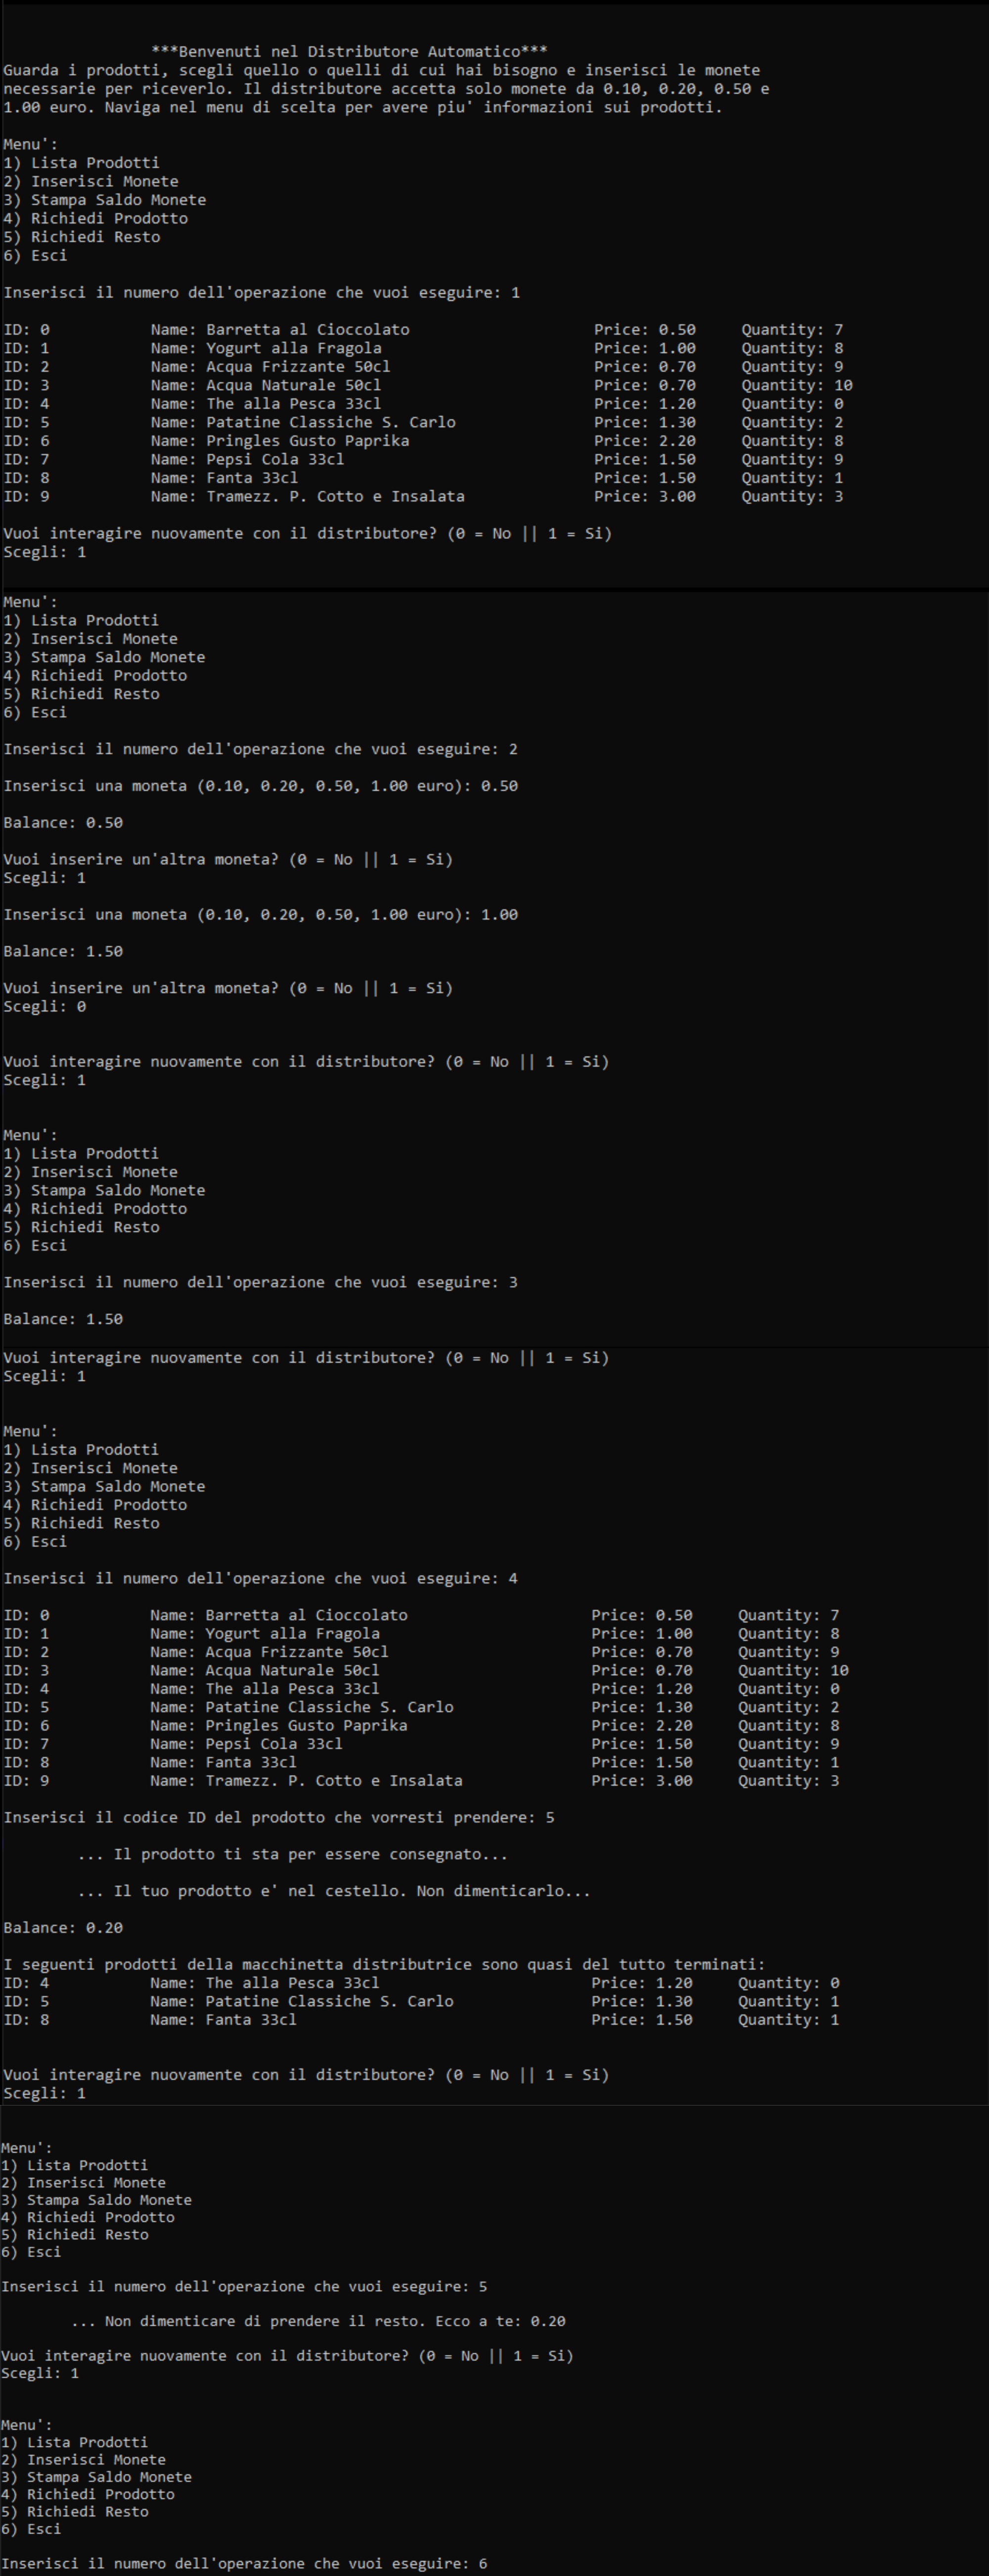 ***Benvenuti nel Distributore Automatico***
Guarda i prodotti, scegli quello o quelli di cui hai bisogno e inserisci le monete
necessarie per riceverlo. Il distributore accetta solo monete da 0.10, 0.20, 0.50 e
1.00 euro. Naviga nel menu di scelta per avere piu' informazioni sui prodotti.
Menu':
1) Lista Prodotti
2) Inserisci Monete
3) Stampa Saldo Monete
4) Richiedi Prodotto
5) Richiedi Resto
6) Esci
Inserisci il numero dell'operazione che vuoi eseguire: 1
ID: 0 Name: Barretta al Cioccolato Price: 0.50 Quantity: 7
ID: 1 Name: Yogurt alla Fragola Price: 1.00 Quantity: 8
ID: 2 Name: Acqua Frizzante 50cl Price: 0.70 Quantity: 9
ID: 3 Name: Acqua Naturale 50cl Price: 0.70 Quantity: 10
ID: 4 Name: The alla Pesca 33cl Price: 1.20 Quantity: 0
ID: 5 Name: Patatine Classiche S. Carlo Price: 1.30 Quantity: 2
ID: 6 Name: Pringles Gusto Paprika Price: 2.20 Quantity: 8
ID: 7 Name: Pepsi Cola 33cl Price: 1.50 Quantity: 9
ID: 8 Name: Fanta 33cl Price: 1.50 Quantity: 1
ID: 9 Name: Tramezz. P. Cotto e Insalata Price: 3.00 Quantity: 3
Vuoi interagire nuovamente con il distributore? (0 = No || 1 = Si)
Scegli: 1
Menu':
1) Lista Prodotti
2) Inserisci Monete
3) Stampa Saldo Monete
4) Richiedi Prodotto
5) Richiedi Resto
6) Esci
Inserisci il numero dell'operazione che vuoi eseguire: 2
Inserisci una moneta (0.10, 0.20, 0.50, 1.00 euro): 0.50
Balance: 0.50
Vuoi inserire un'altra moneta? (0 = No || 1 = Si)
Scegli: 1
Inserisci una moneta (0.10, 0.20, 0.50, 1.00 euro): 1.00
Balance: 1.50
Vuoi inserire un'altra moneta? (0 = No || 1 = Si)
Scegli: 0
Vuoi interagire nuovamente con il distributore? (0 = No || 1 = Si)
Scegli: 1
Menu':
1) Lista Prodotti
2) Inserisci Monete
3) Stampa Saldo Monete
4) Richiedi Prodotto
5) Richiedi Resto
6) Esci
Inserisci il numero dell'operazione che vuoi eseguire: 3
Balance: 1.50
Vuoi interagire nuovamente con il distributore? (0 = No || 1 = Si)
Scegli: 1
Menu':
1) Lista Prodotti
2) Inserisci Monete
3) Stampa Saldo Monete
4) Richiedi Prodotto
5) Richiedi Resto
6) Esci
Inserisci il numero dell'operazione che vuoi eseguire: 4
ID: 0 Name: Barretta al Cioccolato Price: 0.50 Quantity: 7
ID: 1 Name: Yogurt alla Fragola Price: 1.00 Quantity: 8
ID: 2 Name: Acqua Frizzante 50cl Price: 0.70 Quantity: 9
ID: 3 Name: Acqua Naturale 50cl Price: 0.70 Quantity: 10
ID: 4 Name: The alla Pesca 33cl Price: 1.20 Quantity: 0
ID: 5 Name: Patatine Classiche S. Carlo Price: 1.30 Quantity: 2
ID: 6 Name: Pringles Gusto Paprika Price: 2.20 Quantity: 8
ID: 7 Name: Pepsi Cola 33cl Price: 1.50 Quantity: 9
ID: 8 Name: Fanta 33cl Price: 1.50 Quantity: 1
ID: 9 Name: Tramezz. P. Cotto e Insalata Price: 3.00 Quantity: 3
Inserisci il codice ID del prodotto che vorresti prendere: 5
... Il prodotto ti sta per essere consegnato...
... Il tuo prodotto e' nel cestello. Non dimenticarlo...
Balance: 0.20
I seguenti prodotti della macchinetta distributrice sono quasi del tutto terminati:
ID: 4 Name: The alla Pesca 33cl Price: 1.20 Quantity: 0
ID: 5 Name: Patatine Classiche S. Carlo Price: 1.30 Quantity: 1
ID: 8 Name: Fanta 33cl Price: 1.50 Quantity: 1
Vuoi interagire nuovamente con il distributore? (0 = No || 1 = Si)
Scegli: 1
Menu':
1) Lista Prodotti
2) Inserisci Monete
3) Stampa Saldo Monete
4) Richiedi Prodotto
5) Richiedi Resto
6) Esci
Inserisci il numero dell'operazione che vuoi eseguire: 5
... Non dimenticare di prendere il resto. Ecco a te: 0.20
Vuoi interagire nuovamente con il distributore? (0 = No || 1 = Si)
Scegli: 1
Menu':
1) Lista Prodotti
2) Inserisci Monete
3) Stampa Saldo Monete
4) Richiedi Prodotto
5) Richiedi Resto
6) Esci
Inserisci il numero dell'operazione che vuoi eseguire: 6